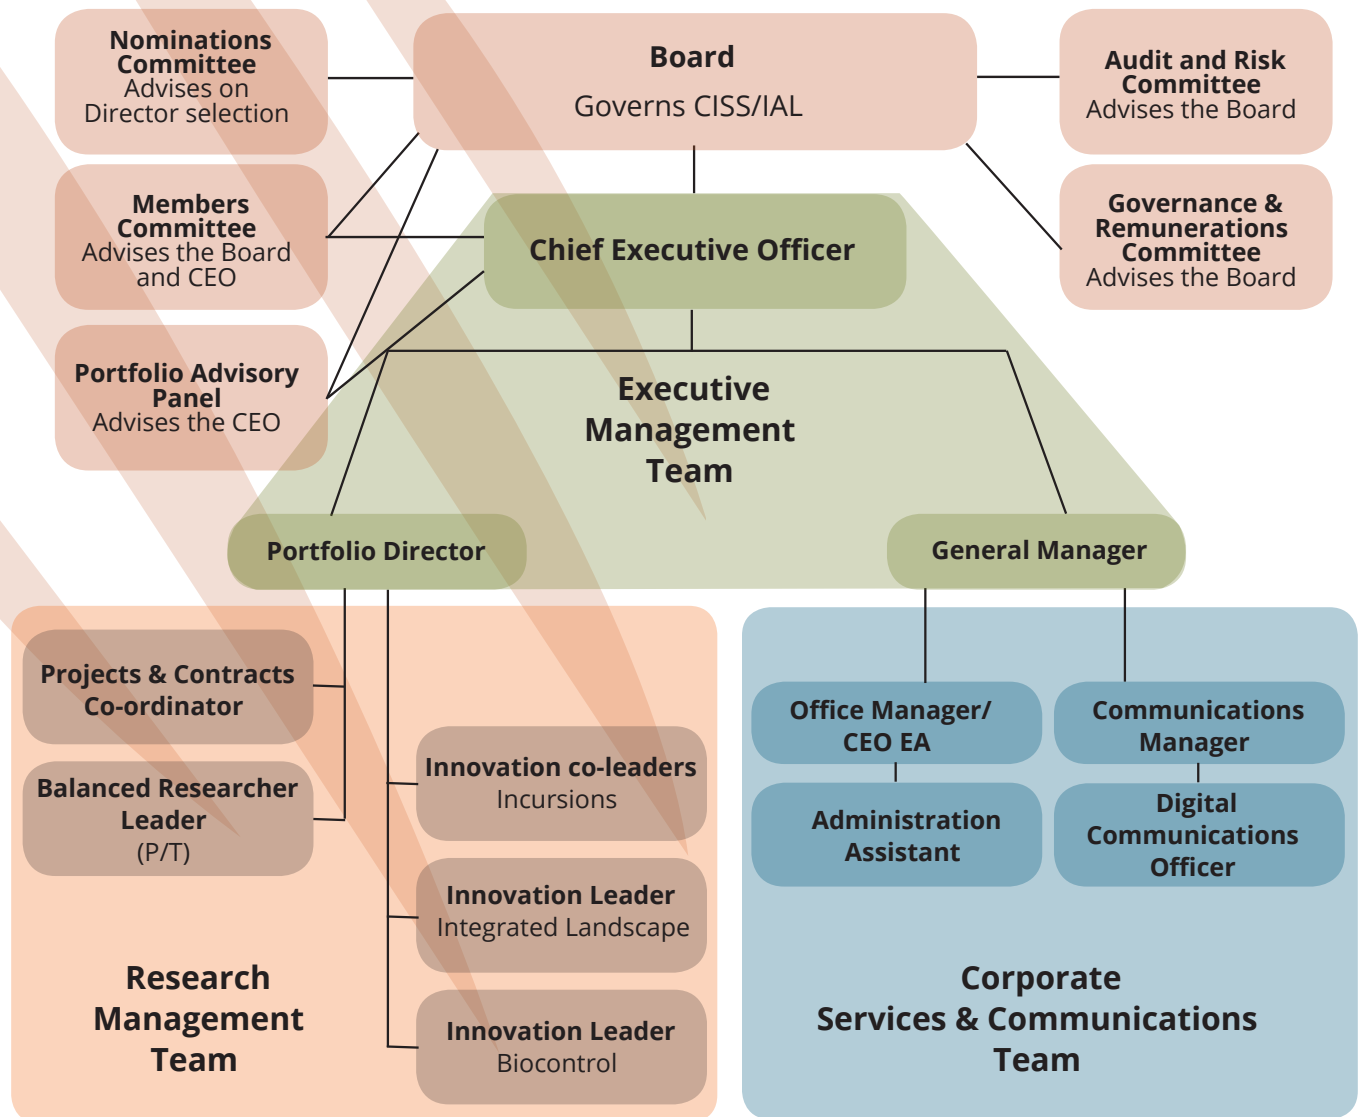 Nominations
Committee
Advises on
Director selection
Board
Governs CISS/IAL
Audit and Risk
Committee
Advises the Board
Members
Committee
Advises the Board
and CEO
Chief Executive Officer
Governance &
Remunerations
Committee
Advises the Board
Portfolio Advisory
Panel
Advises the CEO
Executive
Management
Team
Portfolio Director
General Manager
Projects & Contracts
Co-ordinator
Balanced Researcher
Leader
(P/T)
Innovation co-leaders
Incursions
Innovation Leader
Integrated Landscape
Innovation Leader
Biocontrol
Research
Management
Team
Office Manager/
CEO EA
Communications
Manager
Administration
Assistant
Digital
Communications
Officer
Corporate
Services & Communications
Team